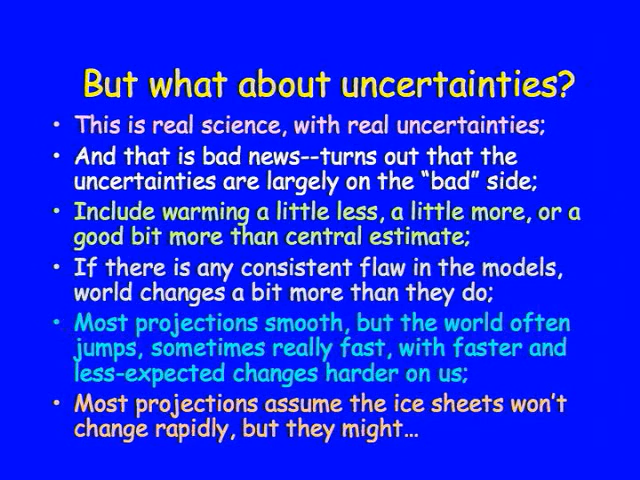 But what about uncertainties?
• This is real science, with real uncertainties;
• And that is bad news--turns out that the
uncertainties are largely on the “bad” side;
• Include warming a little less, a little more, or a
good bit more than central estimate;
• If there is any consistent flaw in the models,
world changes a bit more than they do;
• Most projections smooth, but the world often
jumps, sometimes really fast, with faster and
less-expected changes harder on us;
• Most projections assume the ice sheets won’t
change rapidly, but they might…